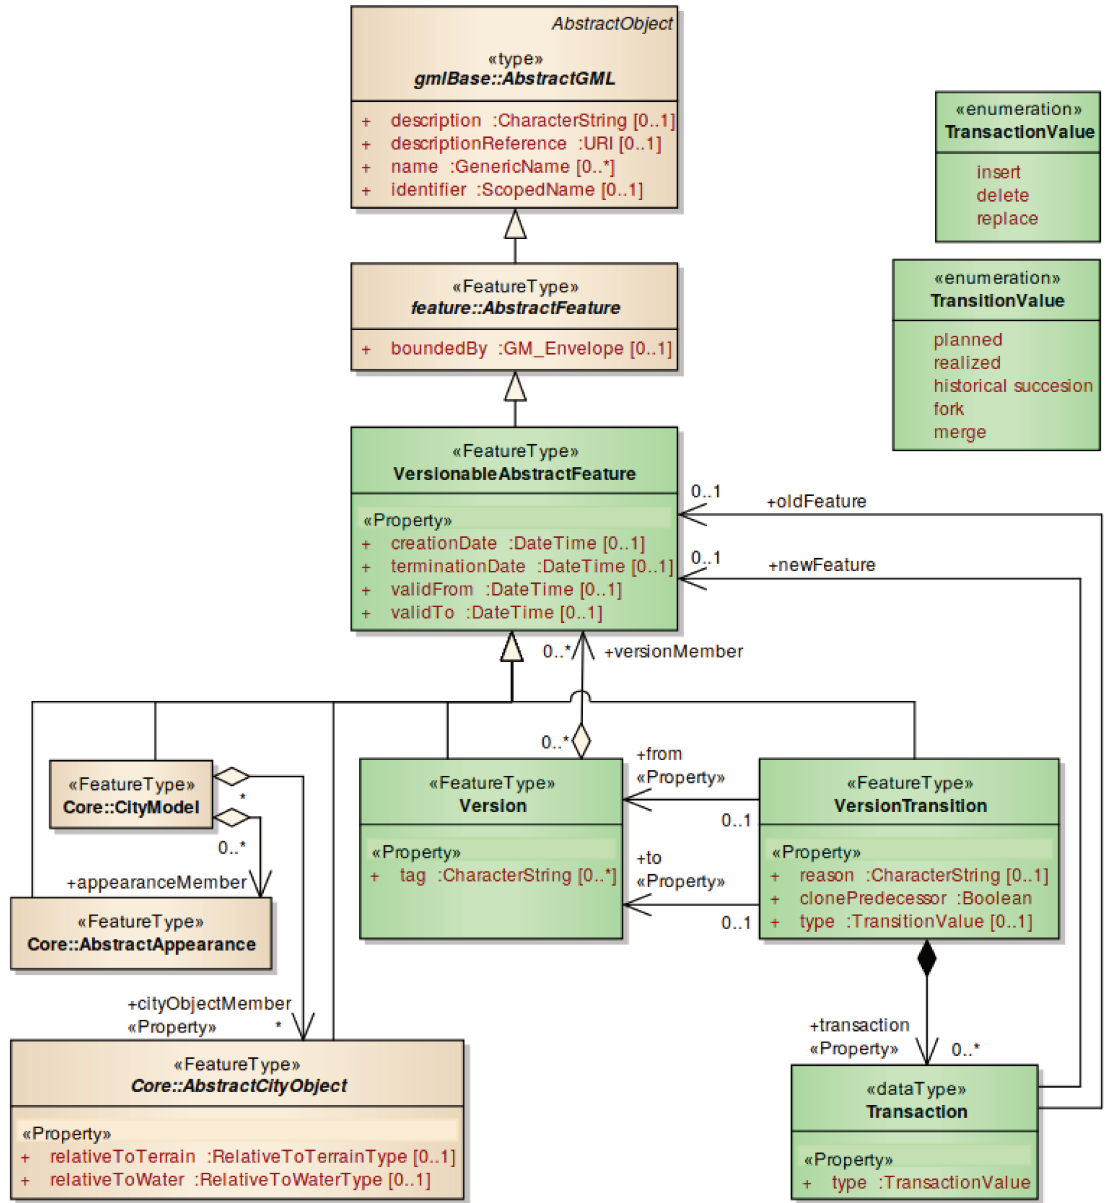 AbstractObject
«type»
gmlBase::AbstractGML
+ description :CharacterString [0..1]
+ descriptionReference :URI [0..1]
+ name :GenericName [0..*]
+ identifier :ScopedName [0..1]
«enumeration»
TransactionValue
insert
delete
replace
«FeatureType»
feature::AbstractFeature
+ boundedBy :GM_Envelope [0..1]
«enumeration»
TransitionValue
planned
realized
historical succesion
fork
merge
«FeatureType»
VersionableAbstractFeature
«Property»
+ creationDate :DateTime [0..1]
+ terminationDate :DateTime [0..1]
+ validFrom :DateTime [0..1]
+ validTo :DateTime [0..1]
0..1
+oldFeature
0..1
+newFeature
0..*
+versionMember
0..*
+from
«Property»
0..1
+to
«Property»
0..1
«FeatureType»
Core::CityModel
*
0..*
+appearanceMember
«FeatureType»
Version
«Property»
+ tag :CharacterString [0..*]
«FeatureType»
VersionTransition
«Property»
+ reason :CharacterString [0..1]
+ clonePredecessor :Boolean
+ type :TransitionValue [0..1]
«FeatureType»
Core::AbstractAppearance
+cityObjectMember
«Property» *
+transaction
«Property» 0..*
«FeatureType»
Core::AbstractCityObject
«Property»
+ relativeToTerrain :RelativeToTerrainType [0..1]
+ relativeToWater :RelativeToWaterType [0..1]
«dataType»
Transaction
«Property»
+ type :TransactionValue